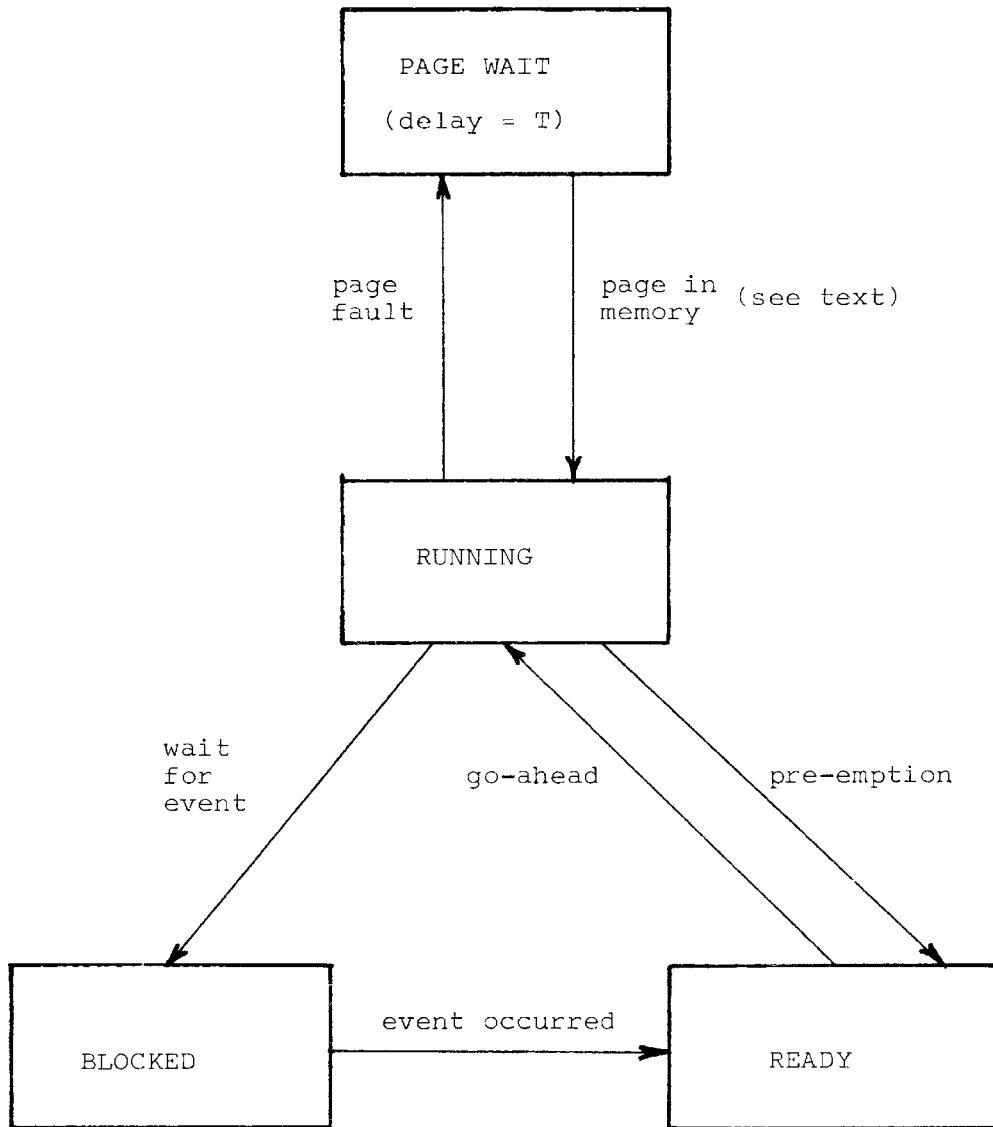 PAGE WAIT
(delay = T)
page
fault
page in
memory (see text)
RUNNING
wait
for
event
go-ahead
pre-emption
event occurred
BLOCKED
READY